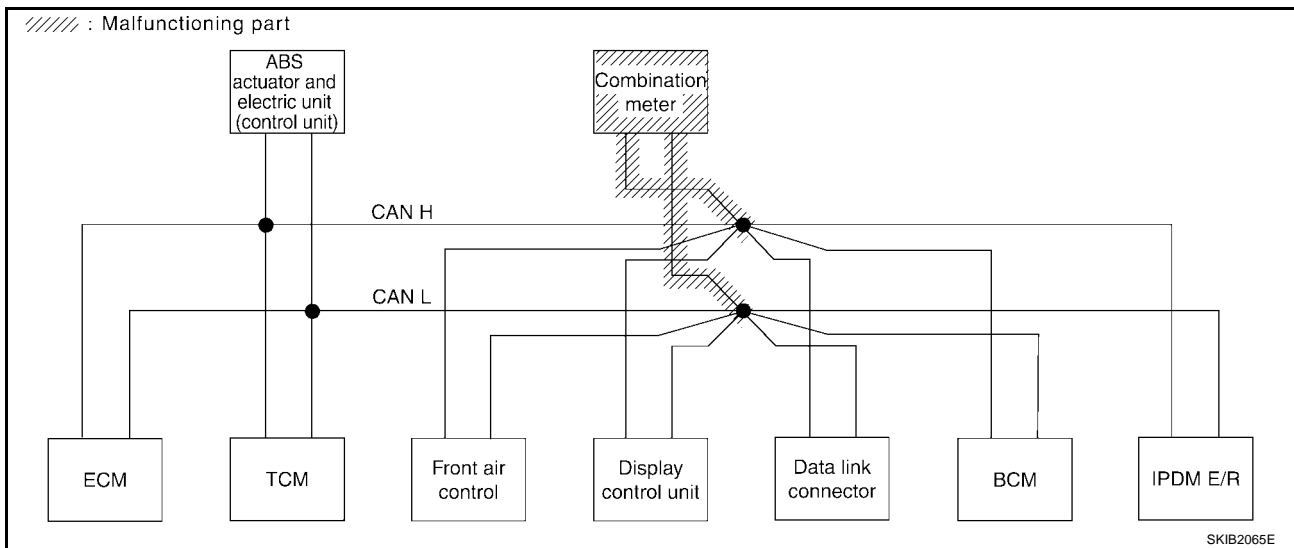 : Malfunctioning part
ABS
actuator and
electric unit
(control unit)
Combination
meter
CAN H
CAN L
ECM
TCM
Front air
control
Display
control unit
Data link
connector
BCM
IPDM E/R
SKIB2065E